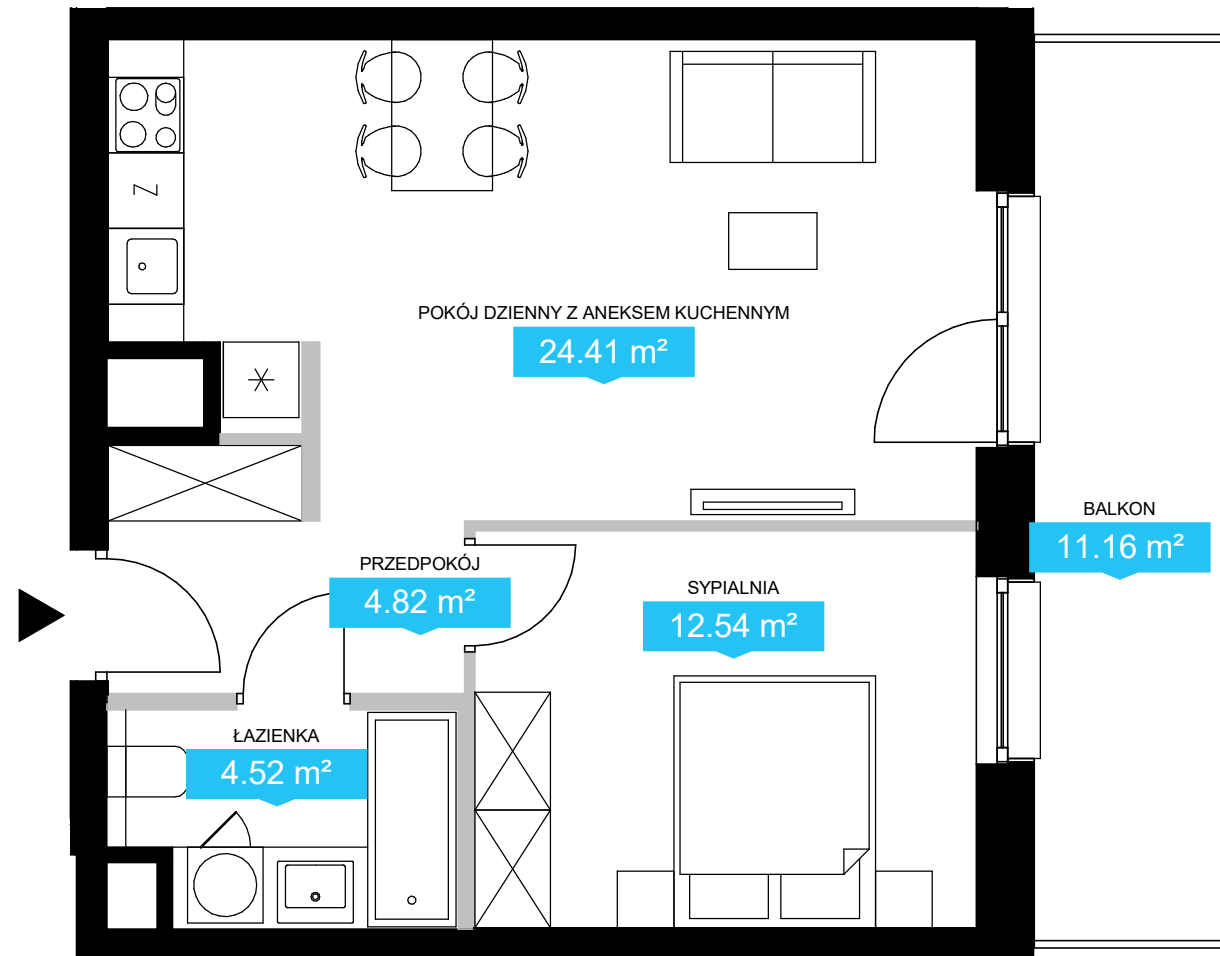 POKÓJ DZIENNY Z ANEKSEM KUCHENNYM
24.41 m²
BALKON
11.16 m²
PRZEDPOKÓJ
4.82 m²
SYPIALNIA
12.54 m²
ŁAZIENKA
4.52 m²
Z